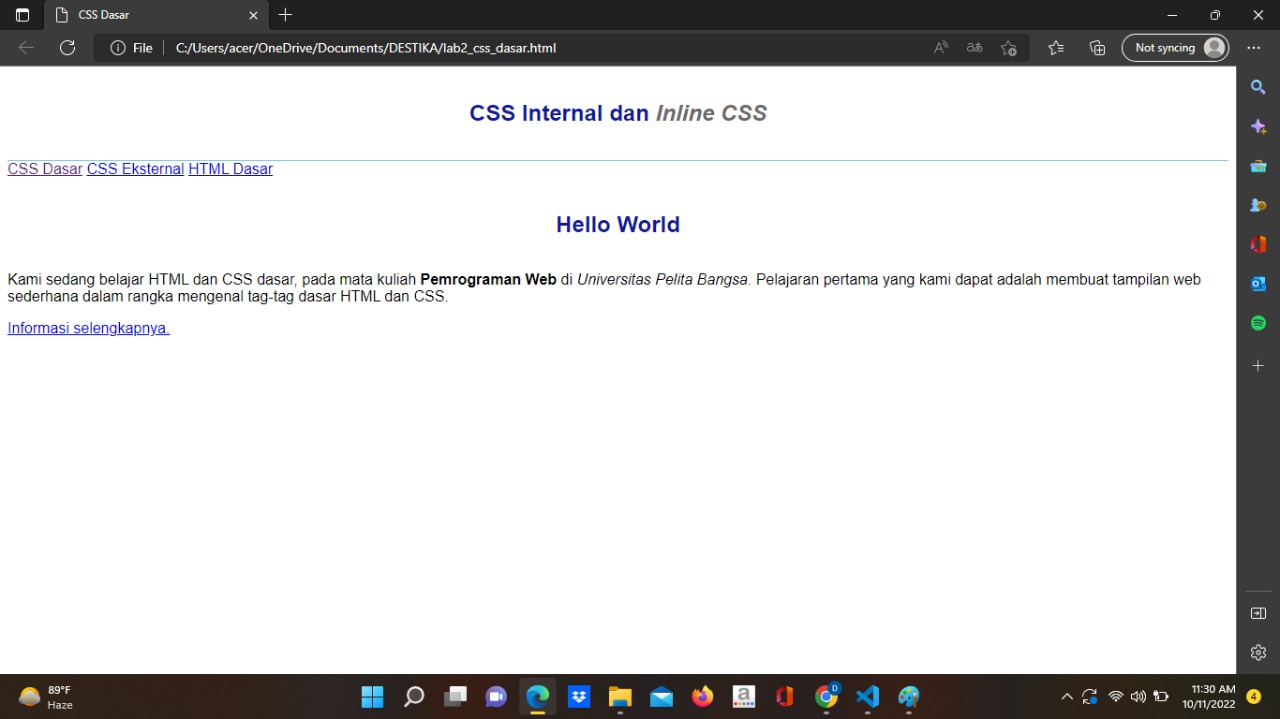 CSS Dasar
File
C:/Users/acer/OneDrive/Documents/DESTIKA/lab2_css_dasar.html
Not syncing
CSS Internal dan Inline CSS
CSS Dasar CSS Eksternal HTML Dasar
Hello World
Kami sedang belajar HTML dan CSS dasar, pada mata kuliah Pemrograman Web di Universitas Pelita Bangsa. Pelajaran pertama yang kami dapat adalah membuat tampilan web
sederhana dalam rangka mengenal tag-tag dasar HTML dan CSS.
Informasi selengkapnya.
89°F
Haze
a
D
11:30 AM
10/11/2022
4